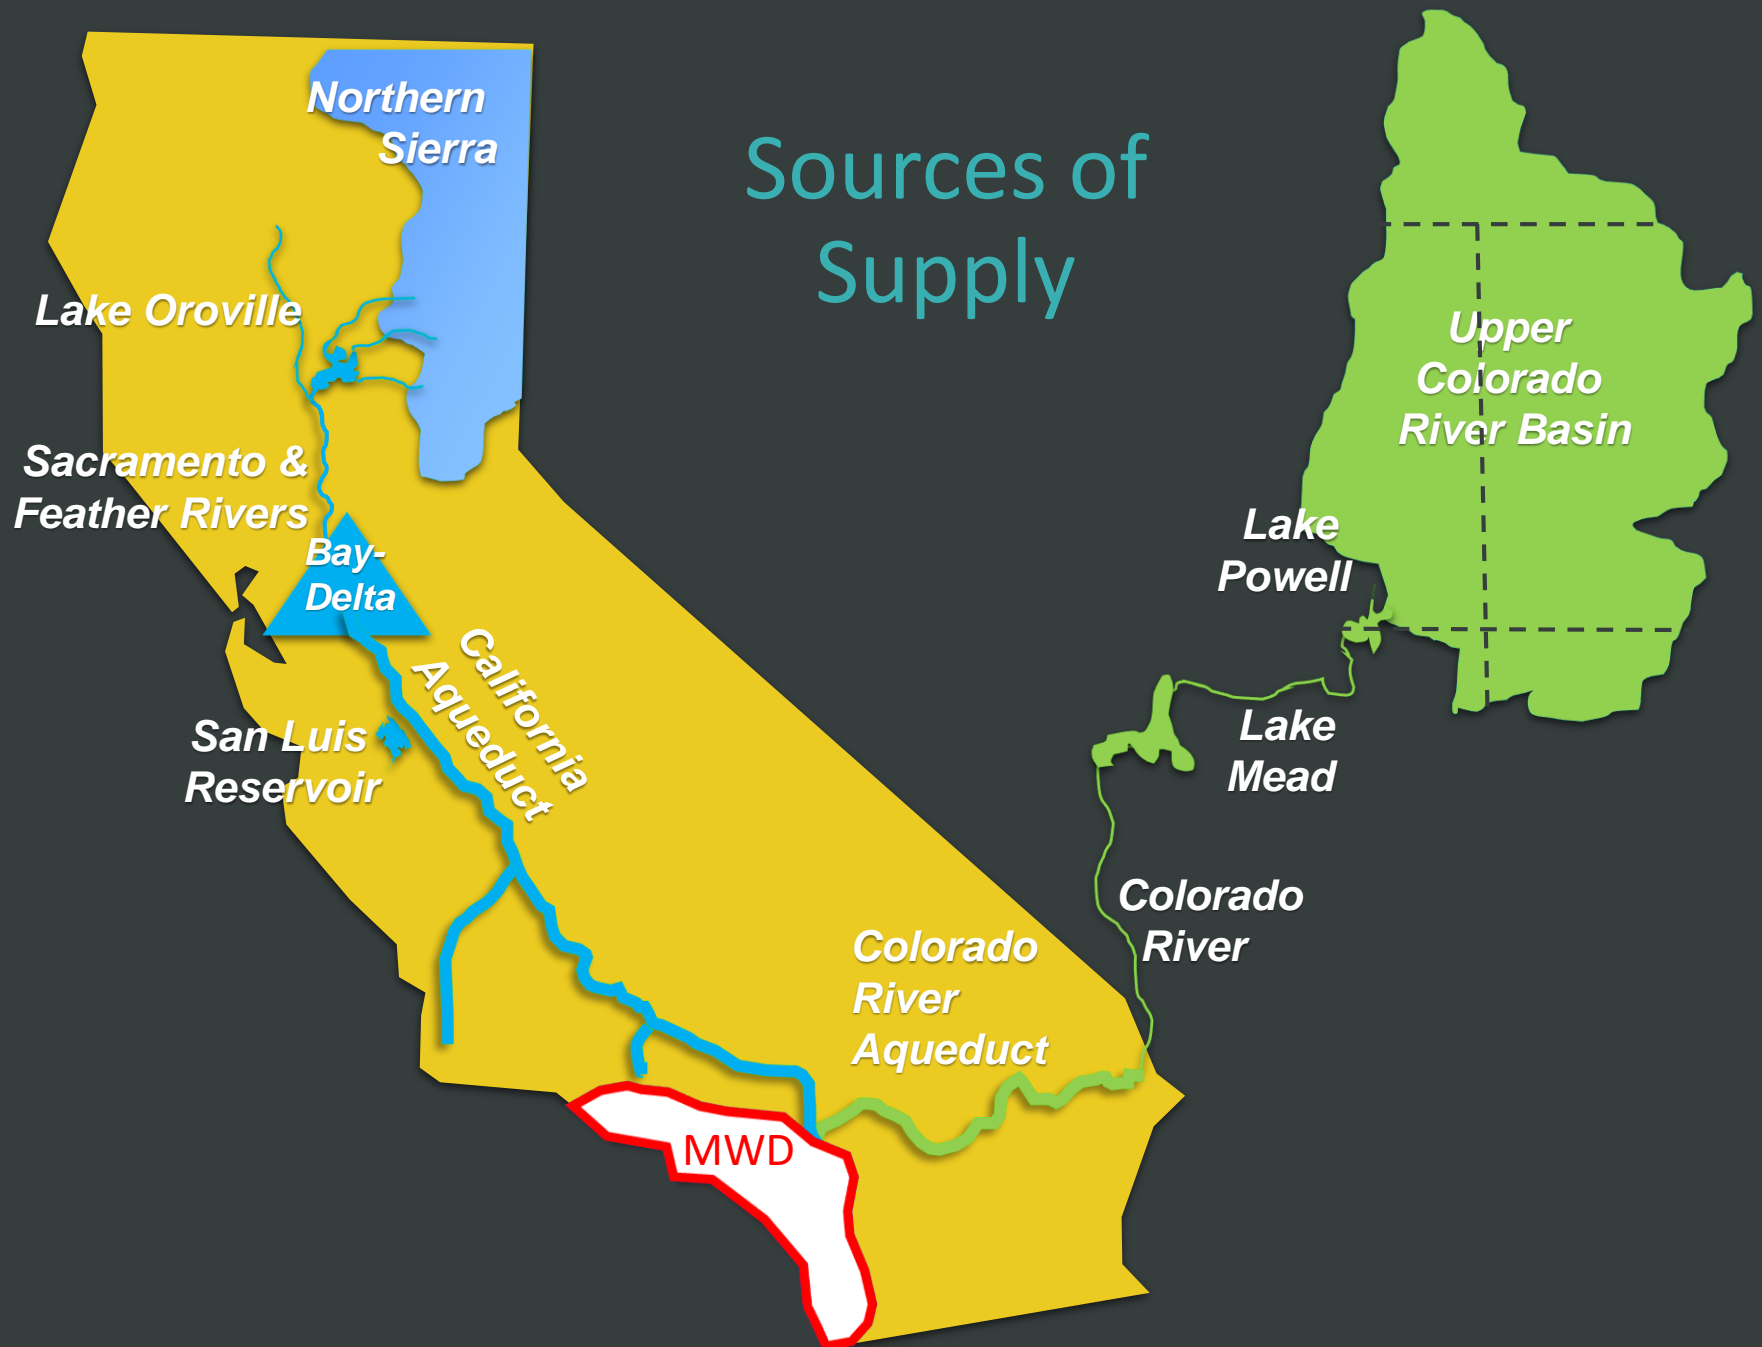 Northern
Sierra
Sources of
Supply
Lake Oroville
Upper
Colorado
River Basin
Sacramento &
Feather Rivers
Bay-
Delta
Lake
Powell
California
Aqueduct
San Luis
Reservoir
Lake
Mead
Colorado
River
Colorado
River
Aqueduct
MWD